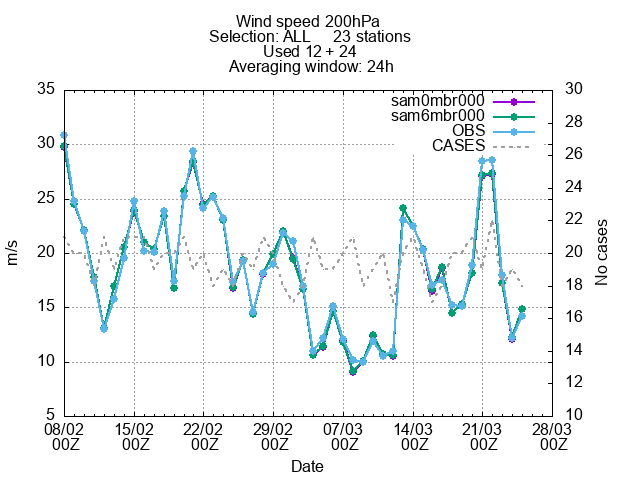 Wind speed 200hPa
Selection: ALL 23 stations
Used 12 + 24
Averaging window: 24h
sam0mbr000
sam6mbr000
OBS
CASES
m/s
35
30
25
20
15
10
5
No cases
30
28
26
24
22
20
18
16
14
12
10
08/02 15/02 22/02 29/02 07/03 14/03 21/03 28/03
00Z 00Z 00Z 00Z 00Z 00Z 00Z 00Z
Date